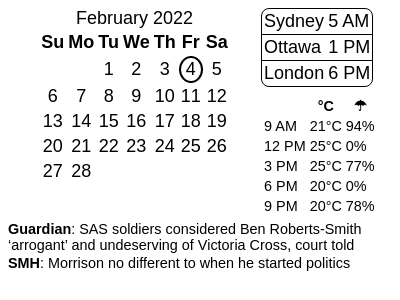 February 2022
Su Mo Tu We Th Fr Sa
1 2 3 4 5
6 7 8 9 10 11 12
13 14 15 16 17 18 19
20 21 22 23 24 25 26
27 28
Sydney 5 AM
Ottawa 1 PM
London 6 PM
°C ☂
9 AM 21°C 94%
12 PM 25°C 0%
3 PM 25°C 77%
6 PM 20°C 0%
9 PM 20°C 78%
Guardian: SAS soldiers considered Ben Roberts-Smith
‘arrogant’ and undeserving of Victoria Cross, court told
SMH: Morrison no different to when he started politics